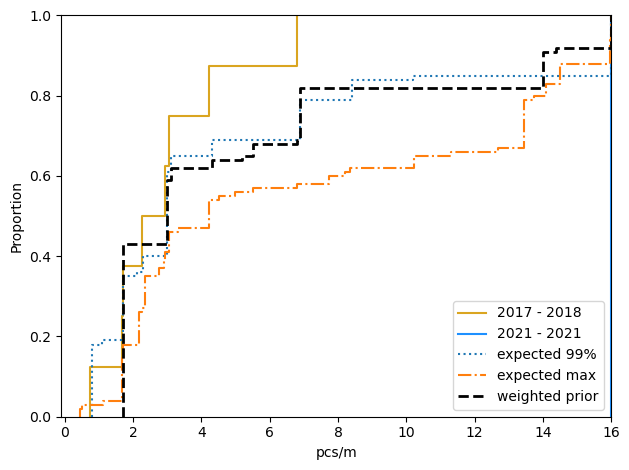 1.0
0.8
0.6
0.4
0.2
0.0
Proportion
0 2 4 6 8 10 12 14 16
pcs/m
2017 - 2018
2021 - 2021
expected 99%
expected max
weighted prior